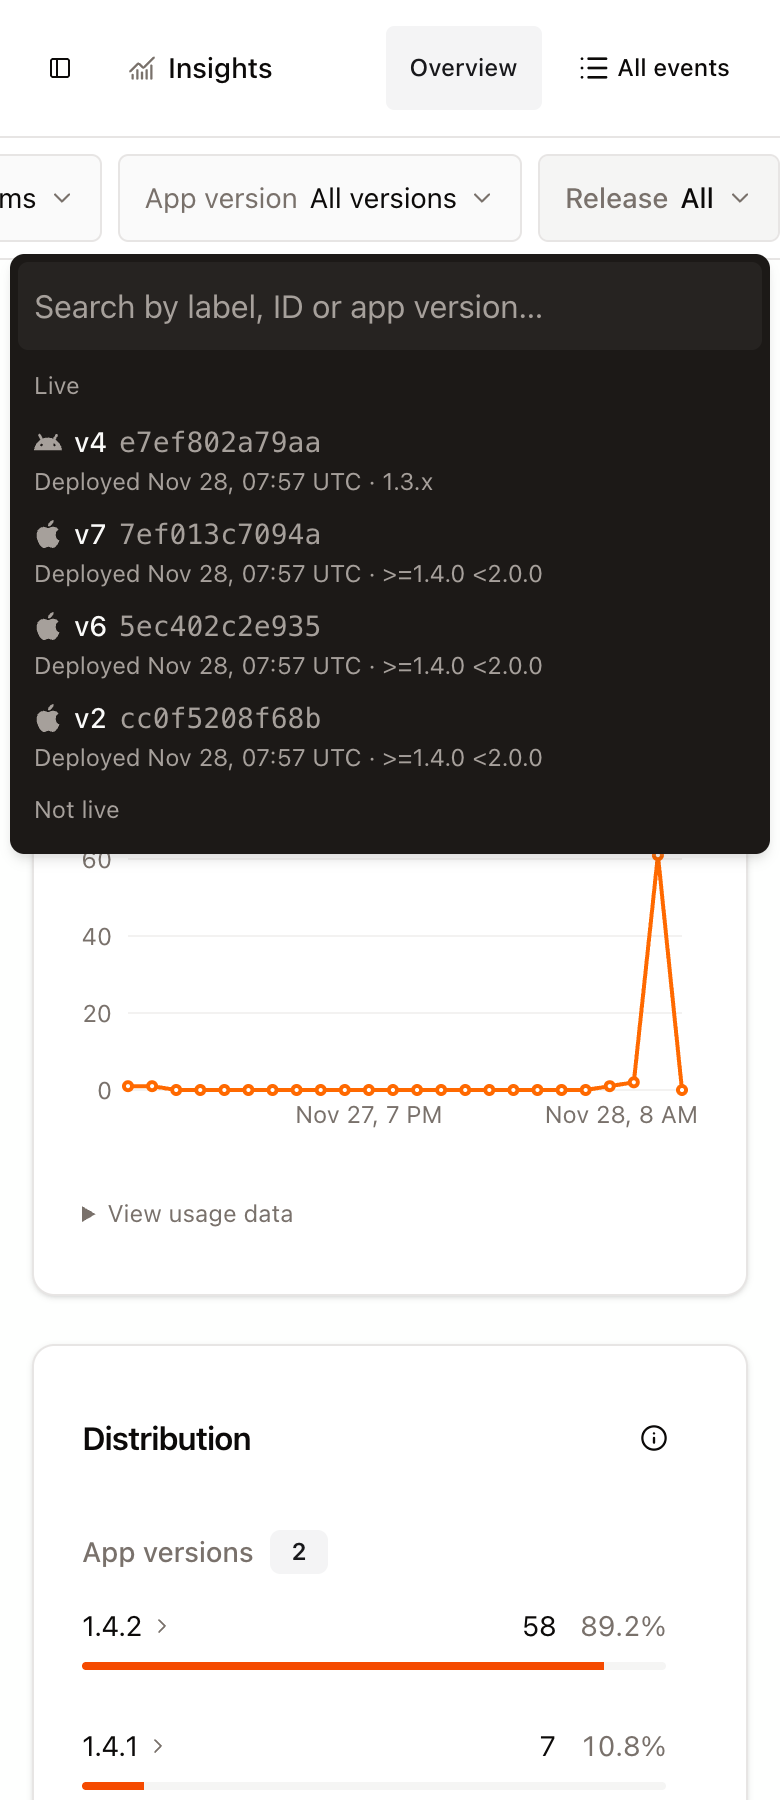 Insights
Overview
All events
ms
App version All versions
Release All
Search by label, ID or app version...
Live
v4 e7ef802a79aa
Deployed Nov 28, 07:57 UTC · 1.3.x
v7 7ef013c7094a
Deployed Nov 28, 07:57 UTC · >=1.4.0 <2.0.0
v6 5ec402c2e935
Deployed Nov 28, 07:57 UTC · >=1.4.0 <2.0.0
v2 cc0f5208f68b
Deployed Nov 28, 07:57 UTC · >=1.4.0 <2.0.0
Not live
60
40
20
0
Nov 27, 7 PM
Nov 28, 8 AM
View usage data
Distribution
App versions 2
1.4.2 58 89.2%
1.4.1 7 10.8%